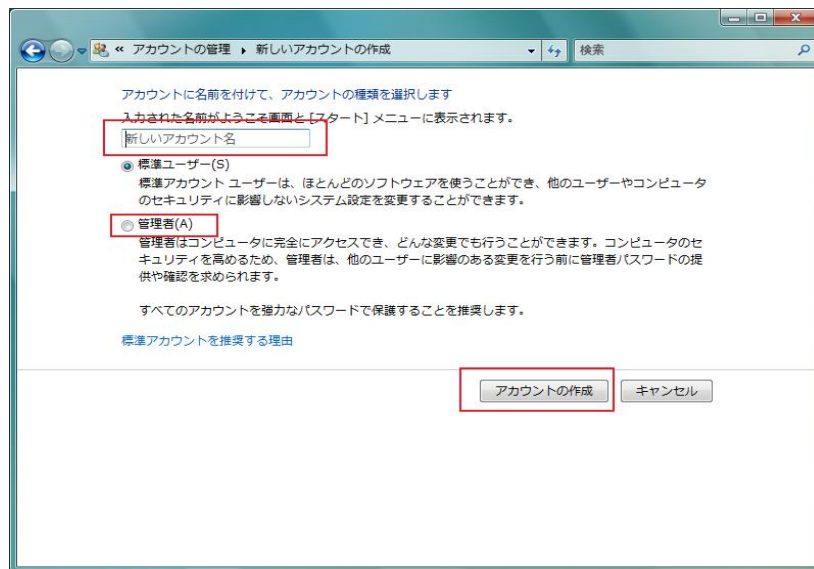 « アカウントの管理 ▸ 新しいアカウントの作成
検索
アカウントに名前を付けて、アカウントの種類を選択します
入力された名前がようこそ画面と [スタート] メニューに表示されます。
新しいアカウント名
標準ユーザー(S)
標準アカウント ユーザーは、ほとんどのソフトウェアを使うことができ、他のユーザーやコンピュータ
のセキュリティに影響しないシステム設定を変更することができます。
管理者(A)
管理者はコンピュータに完全にアクセスでき、どんな変更でも行うことができます。コンピュータのセ
キュリティを高めるため、管理者は、他のユーザーに影響のある変更を行う前に管理者パスワードの提
供や確認を求められます。
すべてのアカウントを強力なパスワードで保護することを推奨します。
標準アカウントを推奨する理由
アカウントの作成
キャンセル